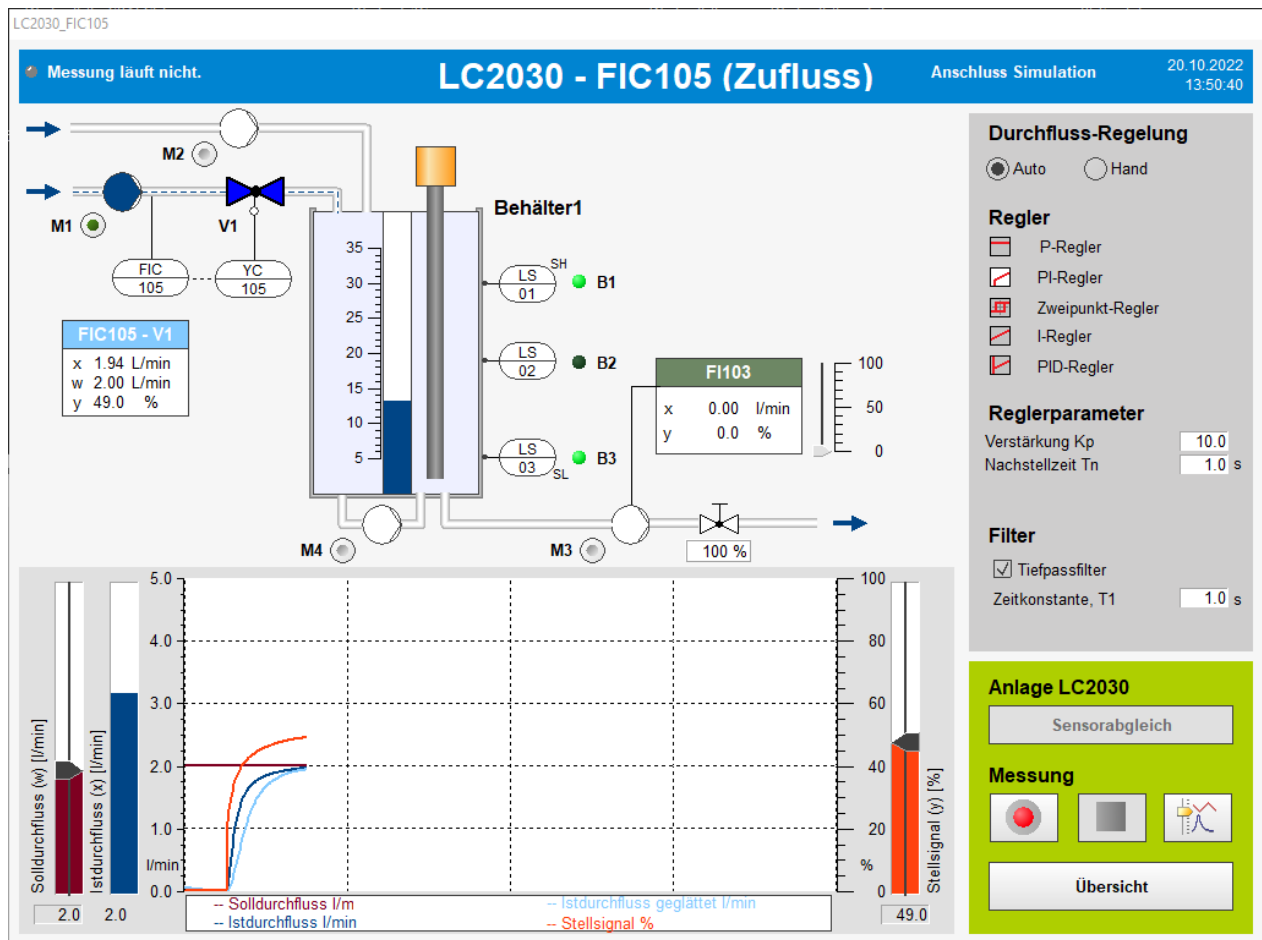 LC2030_FIC105
Messung läuft nicht.
LC2030 - FIC105 (Zufluss)
Anschluss Simulation
20.10.2022
13:50:40
M2
M1
V1
FIC
105
YC
105
FIC105 - V1
x 1.94 L/min
w 2.00 L/min
y 49.0 %
Behälter1
35
30
25
20
15
10
5
LS
01
SH
B1
LS
02
B2
LS
03
SL
B3
FI103
x 0.00 l/min
y 0.0 %
100
50
0
M4
M3
100 %
Durchfluss-Regelung
Auto
Hand
Regler
P-Regler
PI-Regler
Zweipunkt-Regler
I-Regler
PID-Regler
Reglerparameter
Verstärkung Kp 10.0
Nachstellzeit Tn 1.0 s
Filter
Tiefpassfilter
Zeitkonstante, T1 1.0 s
Solldurchfluss (w) [l/min]
2.0
Istdurchfluss (x) [l/min]
2.0
5.0
4.0
3.0
2.0
1.0
l/min
0.0
100
80
60
40
20
%
0
Stellsignal (y) [%]
49.0
-- Solldurchfluss l/m
-- Istdurchfluss geglättet l/min
-- Istdurchfluss l/min
-- Stellsignal %
Anlage LC2030
Sensorabgleich
Messung
Übersicht